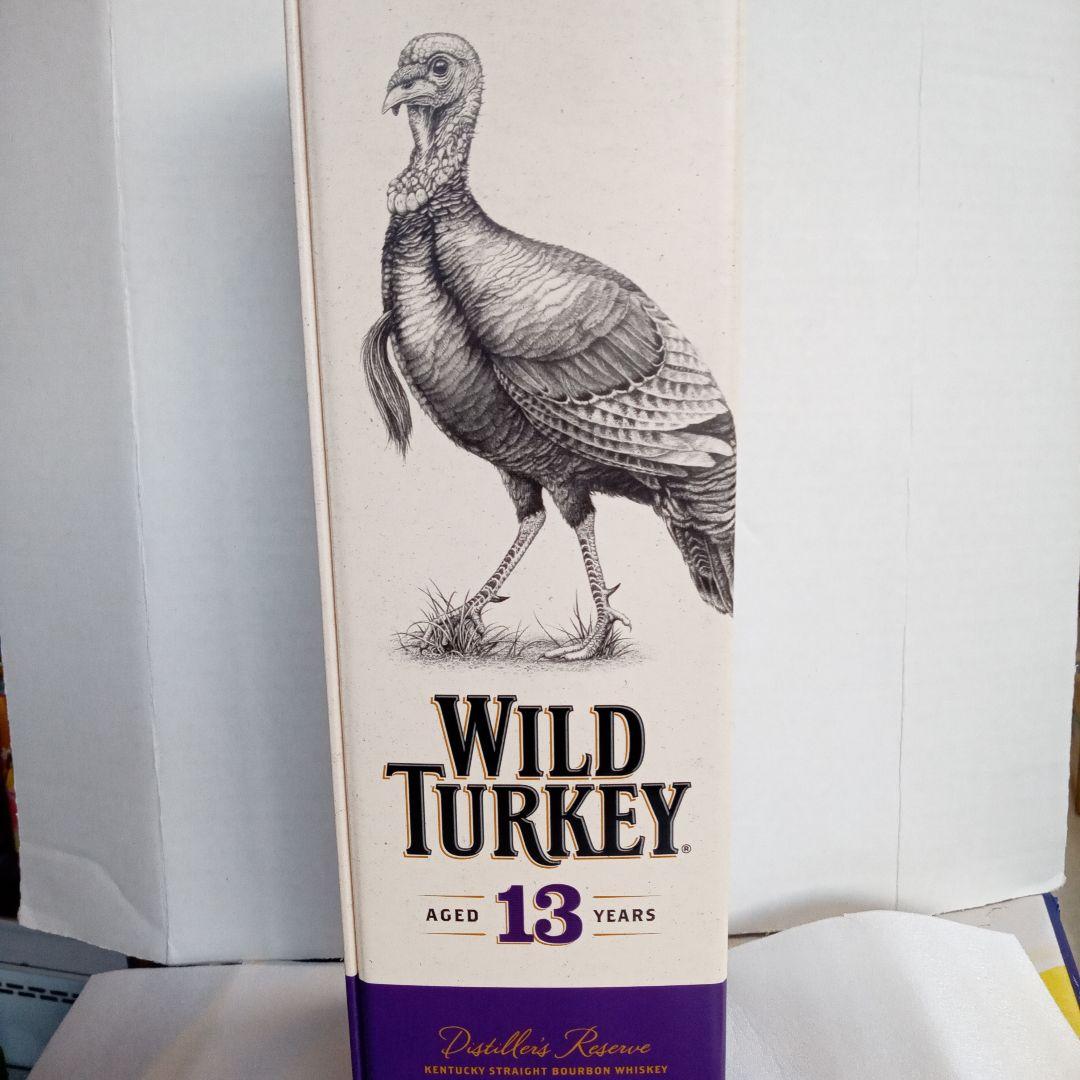 WILD
TURKEY®
AGED 13 YEARS
Distiller's Reserve
KENTUCKY STRAIGHT BOURBON WHISKEY